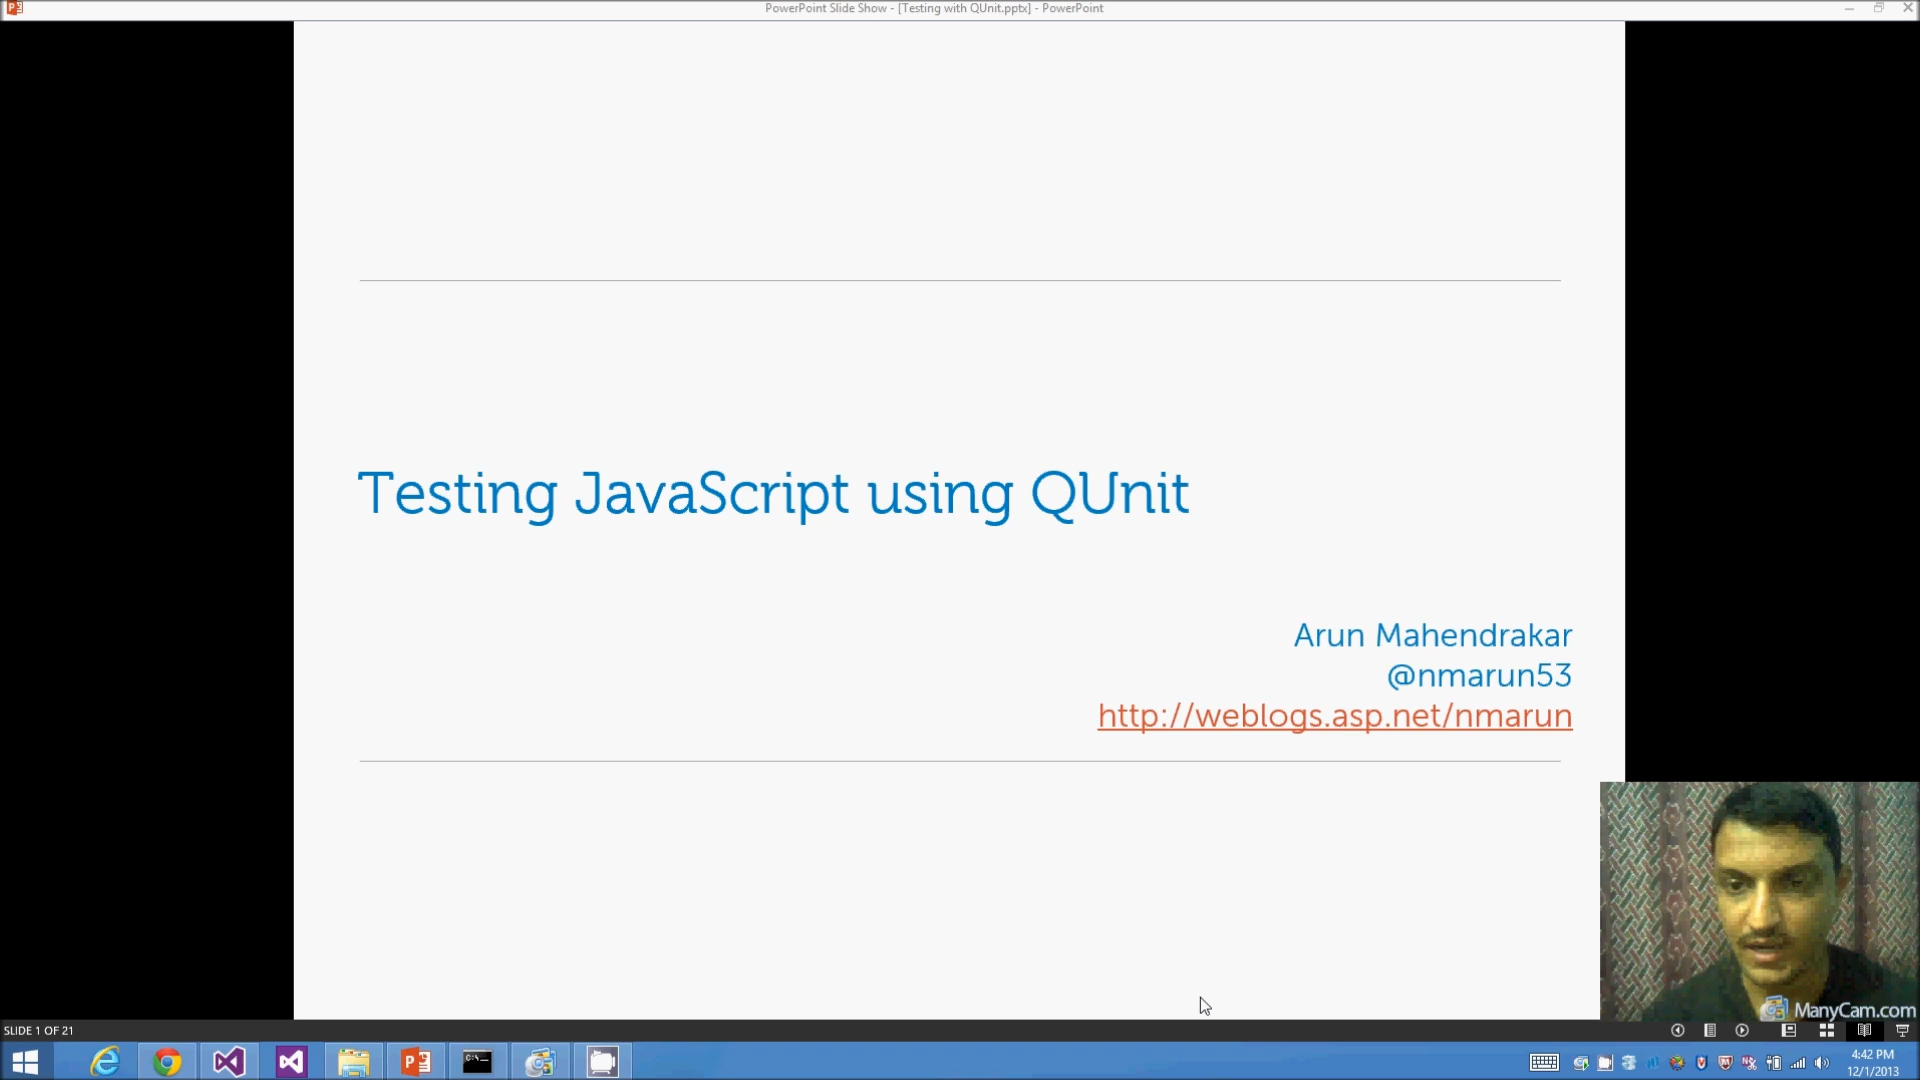 PowerPoint Slide Show - [Testing with QUnit.pptx] - PowerPoint
Testing JavaScript using QUnit
Arun Mahendrakar
@nmarun53
http://weblogs.asp.net/nmarun
ManyCam.com
SLIDE 1 OF 21
4:42 PM
12/1/2013